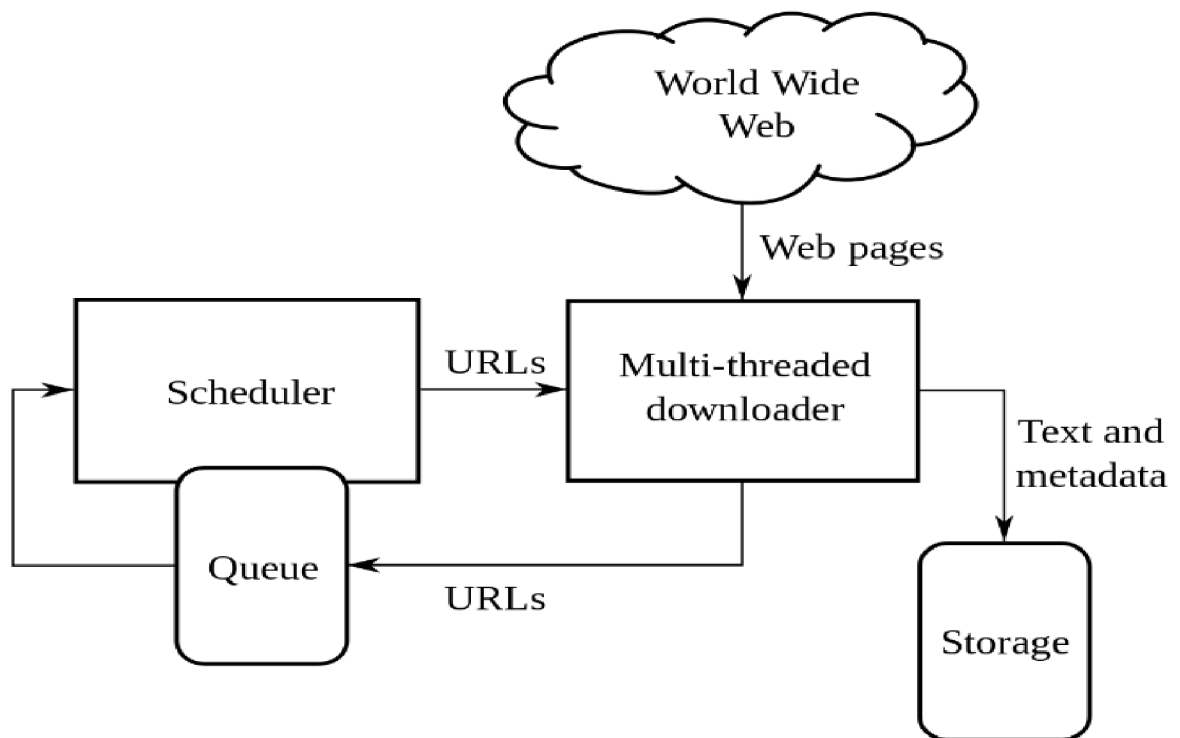 World Wide
Web
Web pages
URLs
Multi-threaded
downloader
Scheduler
Text and
metadata
Queue
URLs
Storage